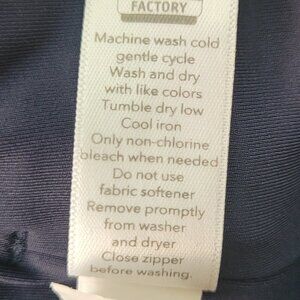 FACTORY
Machine wash cold
gentle cycle
Wash and dry
with like colors
Tumble dry low
Cool iron
Only non-chlorine
bleach when needed
Do not use
fabric softener
Remove promptly
from washer
and dryer
Close zipper
before washing.